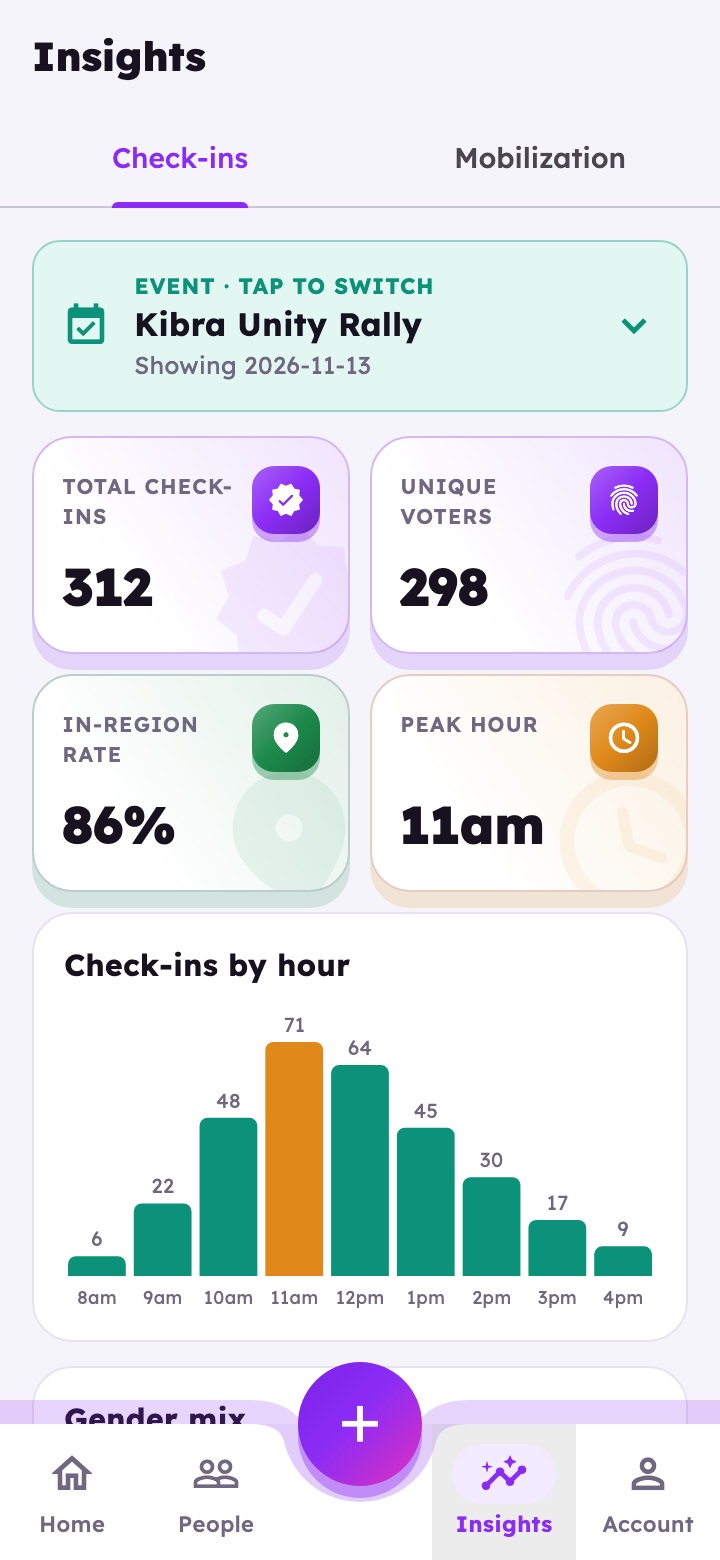 Insights
Check-ins
Mobilization
EVENT · TAP TO SWITCH
Kibra Unity Rally
Showing 2026-11-13
TOTAL CHECK-
INS
312
UNIQUE
VOTERS
298
IN-REGION
RATE
86%
PEAK HOUR
11am
Check-ins by hour
6
22
48
71
64
45
30
17
9
8am
9am
10am
11am
12pm
1pm
2pm
3pm
4pm
Gender mix
Home
People
Insights
Account